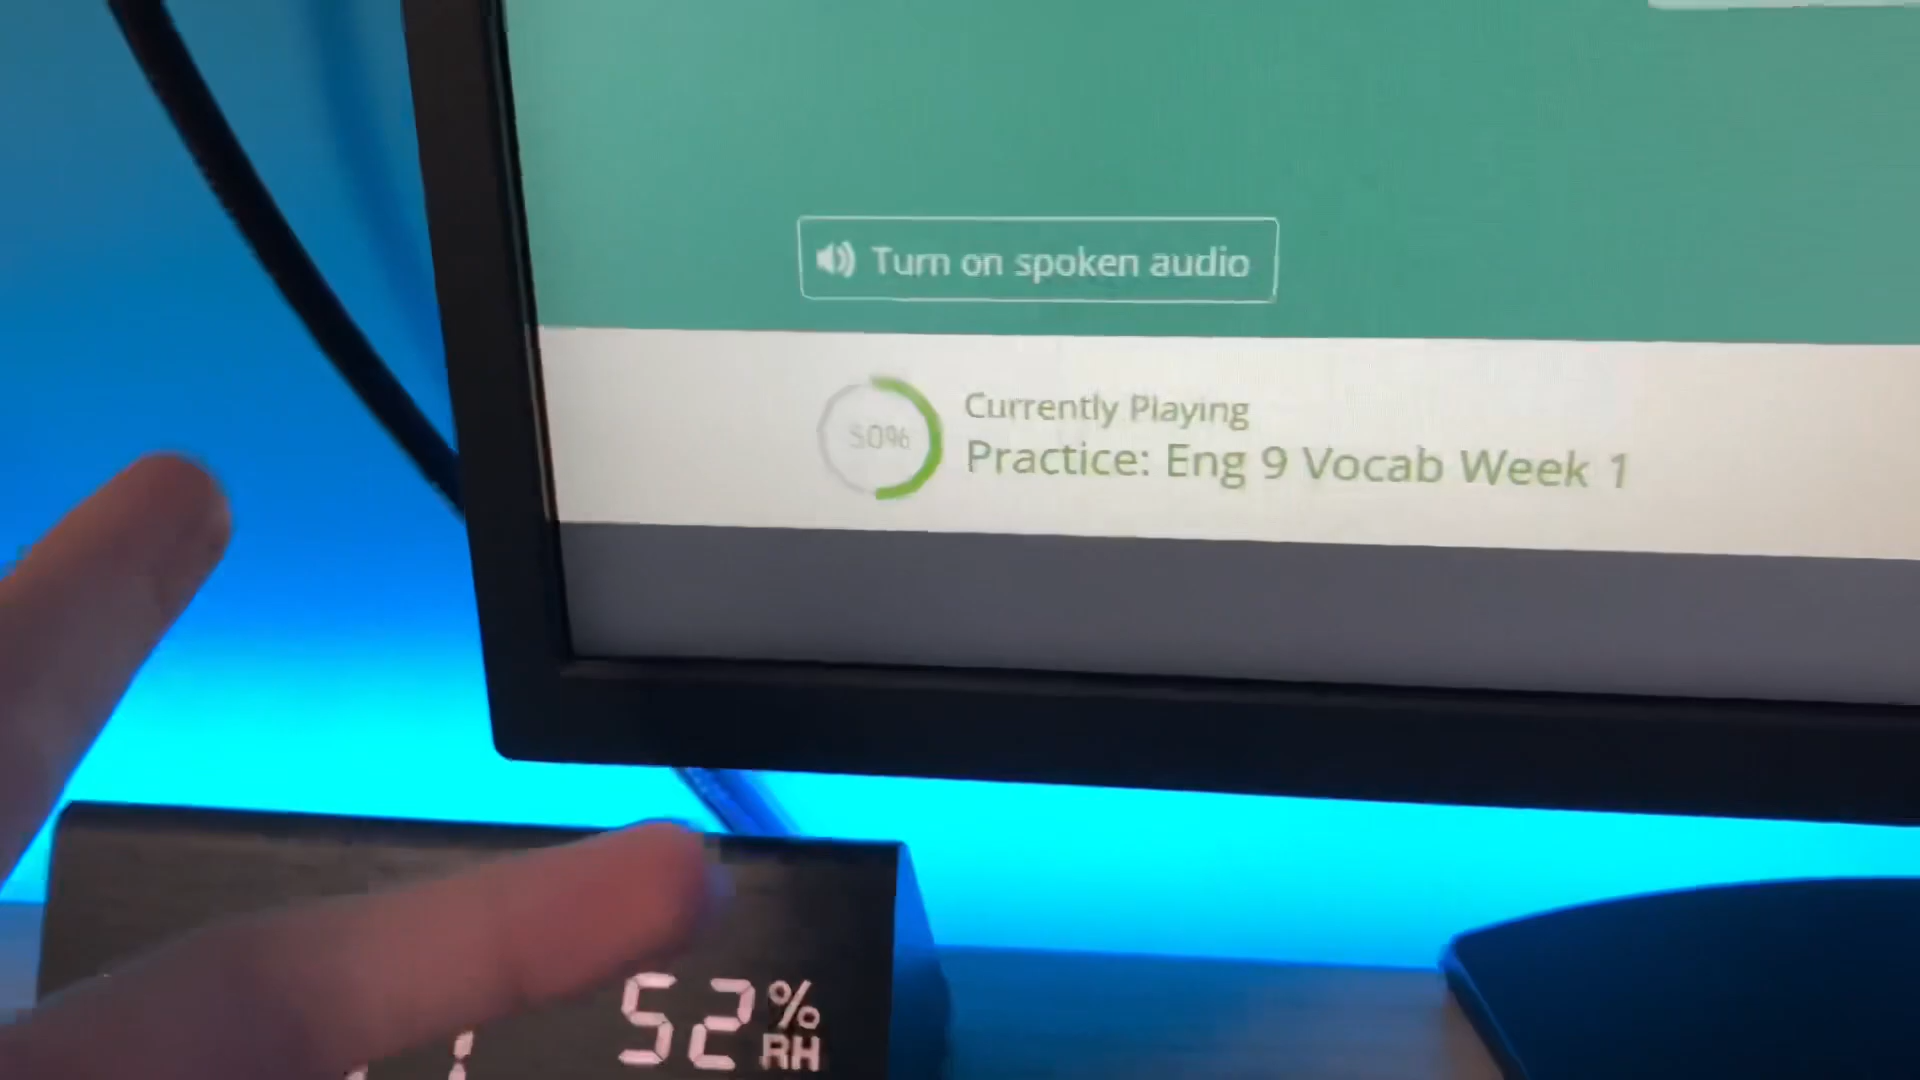 Turn on spoken audio
50%
Currently Playing
Practice: Eng 9 Vocab Week 1
52%
RH